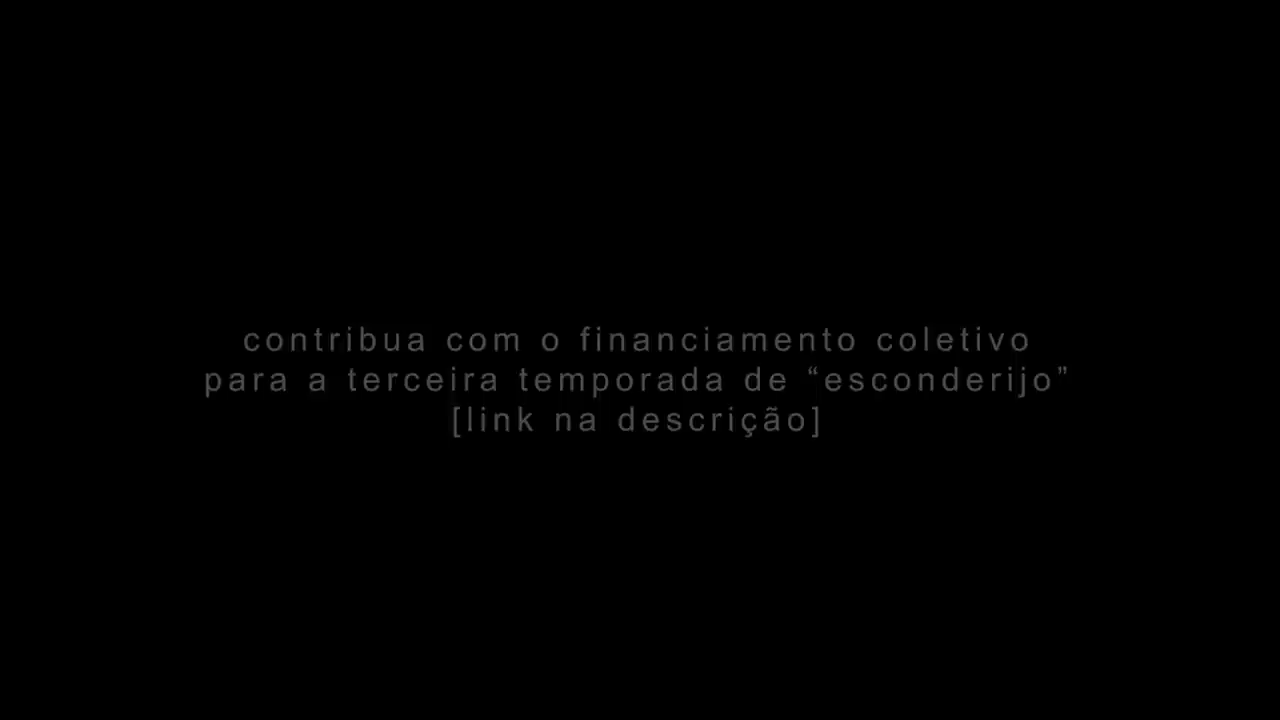 contribua com o financiamento coletivo
para a terceira temporada de “esconderijo”
[link na descrição]